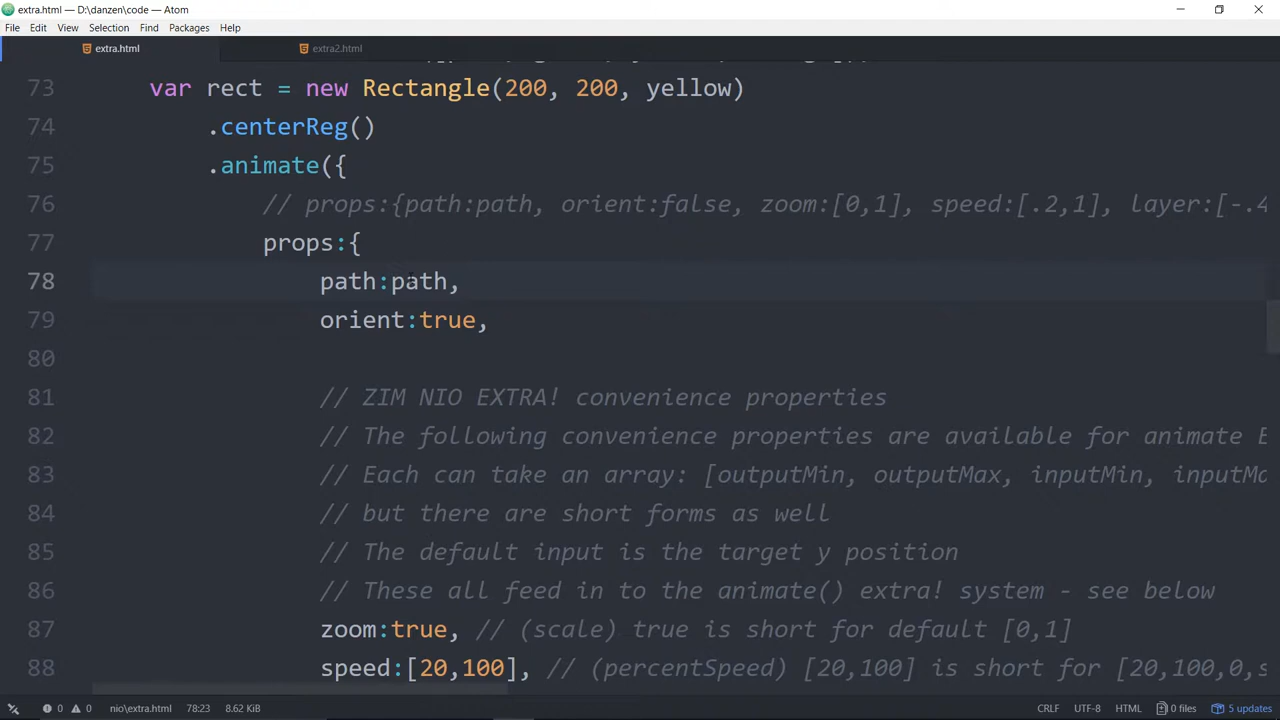 extra.html — D:\danzen\code — Atom
File Edit View Selection Find Packages Help
extra.html extra2.html
73 var rect = new Rectangle(200, 200, yellow)
74 .centerReg()
75 .animate({
76 // props:{path:path, orient:false, zoom:[0,1], speed:[.2,1], layer:[-.4
77 props:{
78 path:path,
79 orient:true,
80
81 // ZIM NIO EXTRA! convenience properties
82 // The following convenience properties are available for animate E
83 // Each can take an array: [outputMin, outputMax, inputMin, inputMa
84 // but there are short forms as well
85 // The default input is the target y position
86 // These all feed in to the animate() extra! system - see below
87 zoom:true, // (scale) true is short for default [0,1]
88 speed:[20,100], // (percentSpeed) [20,100] is short for [20,100,0,s
0 0 nio\extra.html 78:23 8.62 KiB CRLF UTF-8 HTML 0 files 5 updates